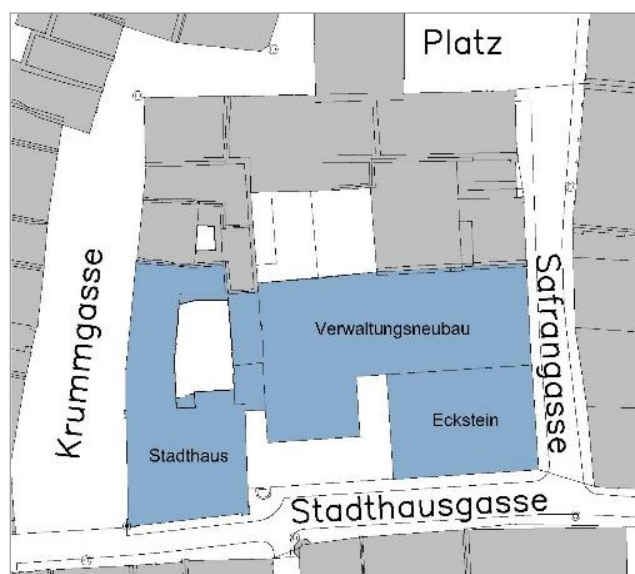 Platz
Krummgasse
Safrangasse
Verwaltungsneubau
Eckstein
Stadthaus
Stadthausgasse